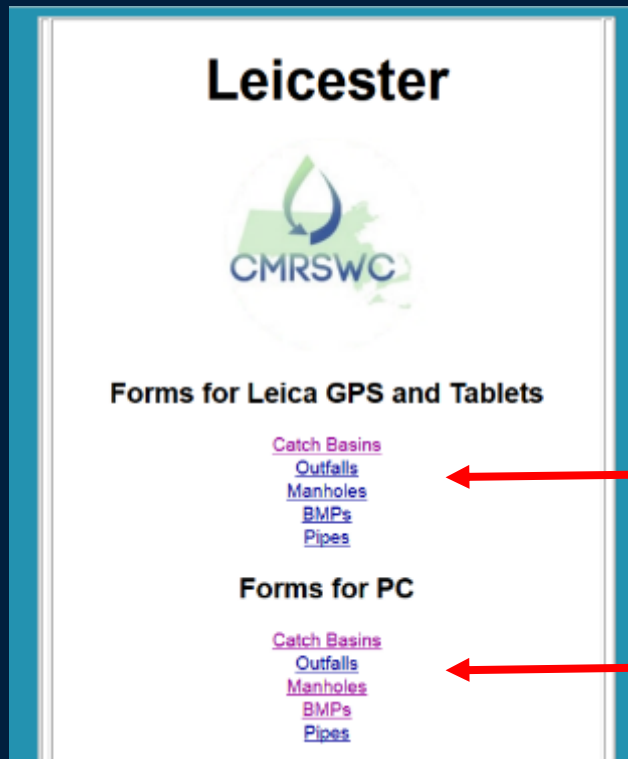 Leicester
CMRSWC
Forms for Leica GPS and Tablets
Catch Basins
Outfalls
Manholes
BMPs
Pipes
Forms for PC
Catch Basins
Outfalls
Manholes
BMPs
Pipes